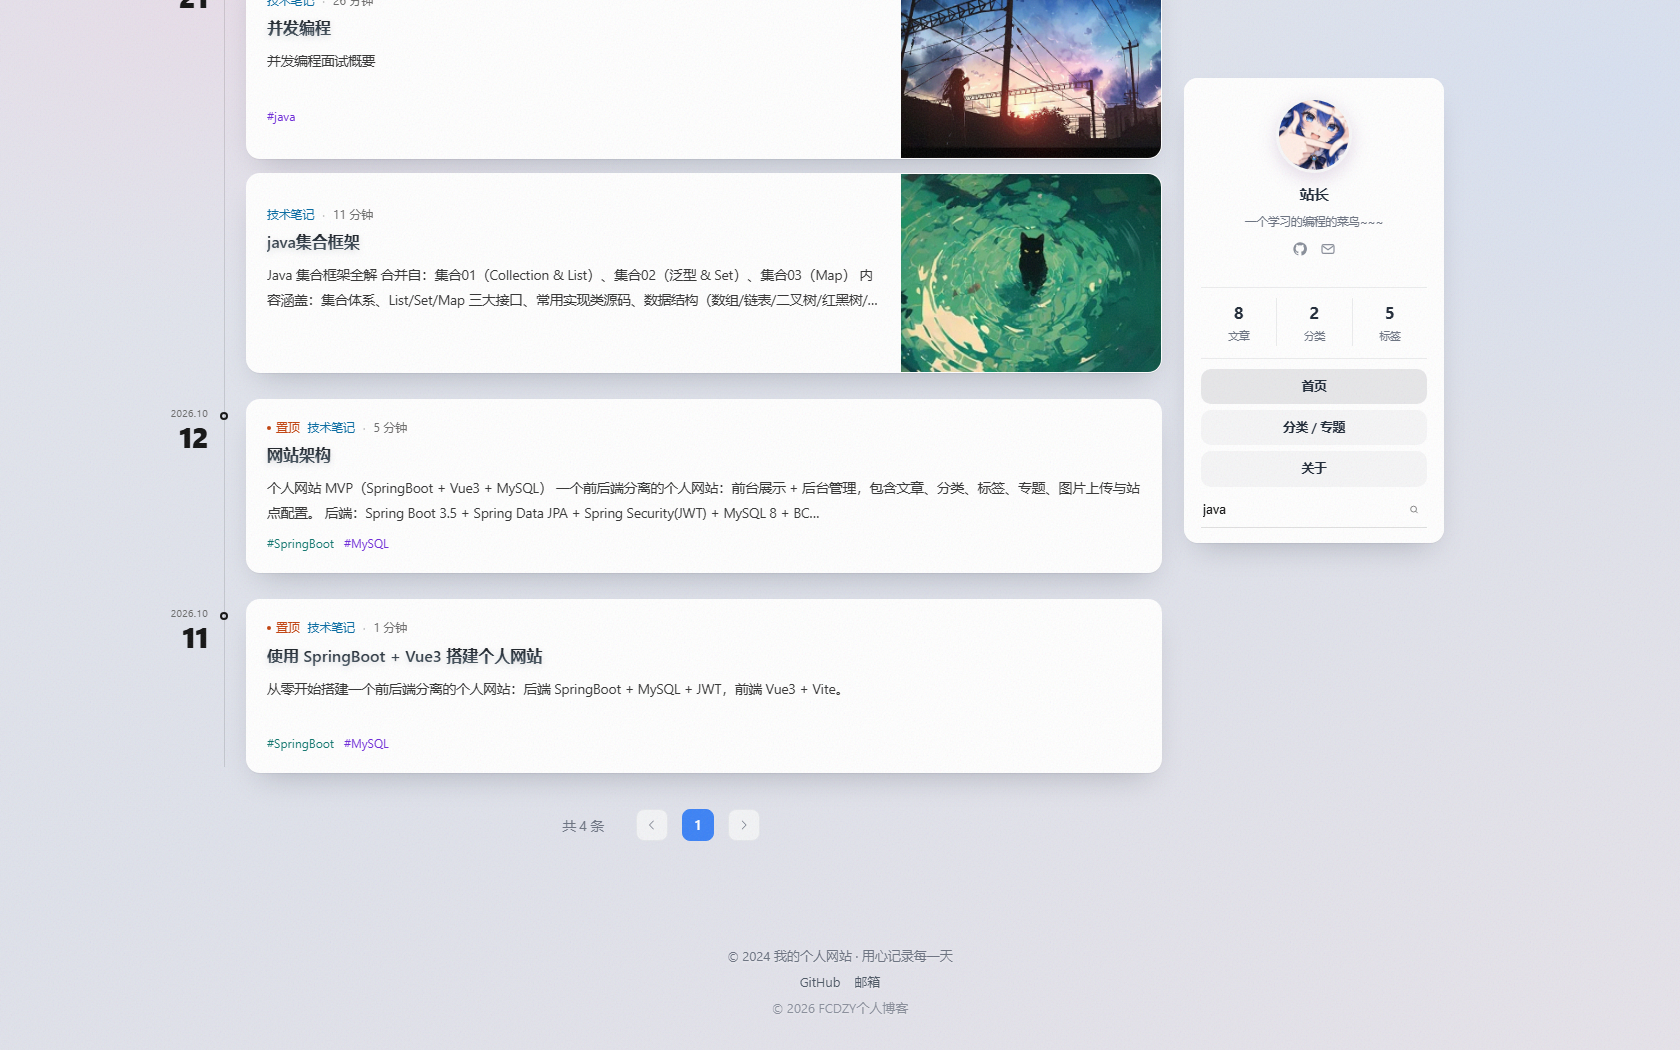 21
技术笔记 · 26 分钟
并发编程
并发编程面试概要
#java
技术笔记 · 11 分钟
java集合框架
Java 集合框架全解 合并自：集合01（Collection & List）、集合02（泛型 & Set）、集合03（Map） 内
容涵盖：集合体系、List/Set/Map 三大接口、常用实现类源码、数据结构（数组/链表/二叉树/红黑树/...
2026.10
12
• 置顶 技术笔记 · 5 分钟
网站架构
个人网站 MVP（SpringBoot + Vue3 + MySQL） 一个前后端分离的个人网站：前台展示 + 后台管理，包含文章、分类、标签、专题、图片上传与站
点配置。 后端：Spring Boot 3.5 + Spring Data JPA + Spring Security(JWT) + MySQL 8 + BC...
#SpringBoot #MySQL
2026.10
11
• 置顶 技术笔记 · 1 分钟
使用 SpringBoot + Vue3 搭建个人网站
从零开始搭建一个前后端分离的个人网站：后端 SpringBoot + MySQL + JWT，前端 Vue3 + Vite。
#SpringBoot #MySQL
共 4 条 1
站长
一个学习的编程的菜鸟~~~
8 2 5
文章 分类 标签
首页
分类 / 专题
关于
java
© 2024 我的个人网站 · 用心记录每一天
GitHub 邮箱
© 2026 FCDZY个人博客